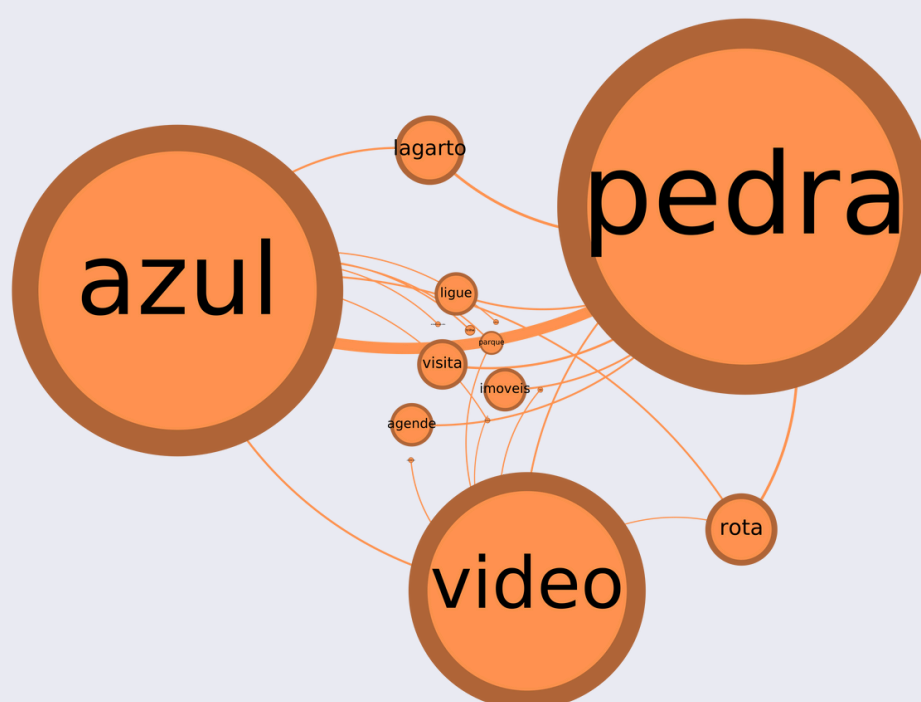 lagarto
pedra
azul
ligue
parque
visita
imoveis
agende
rota
video